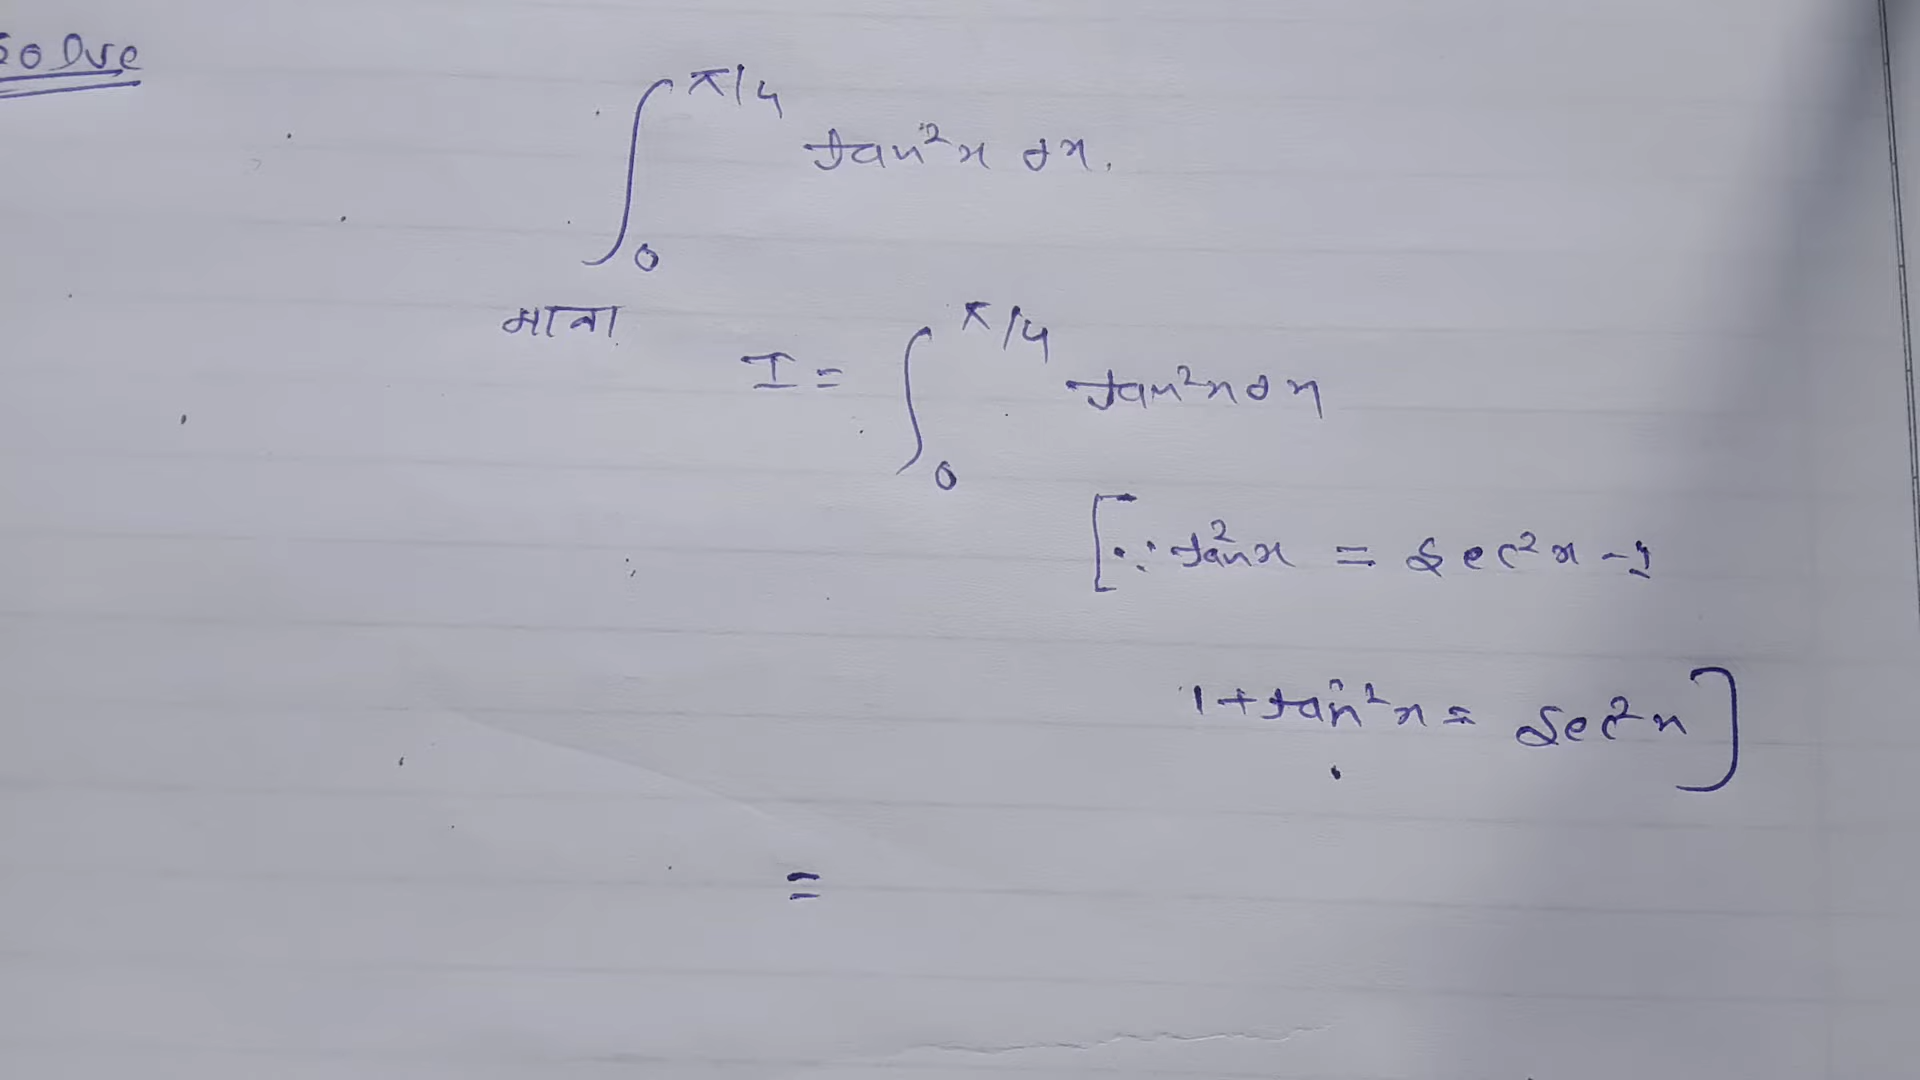 Solve
∫₀^π/4 tan²x dx.
माना
I = ∫₀^π/4 tan²x dx
[∵ tan²x = sec²x - 1
1 + tan²x = sec²x]
=